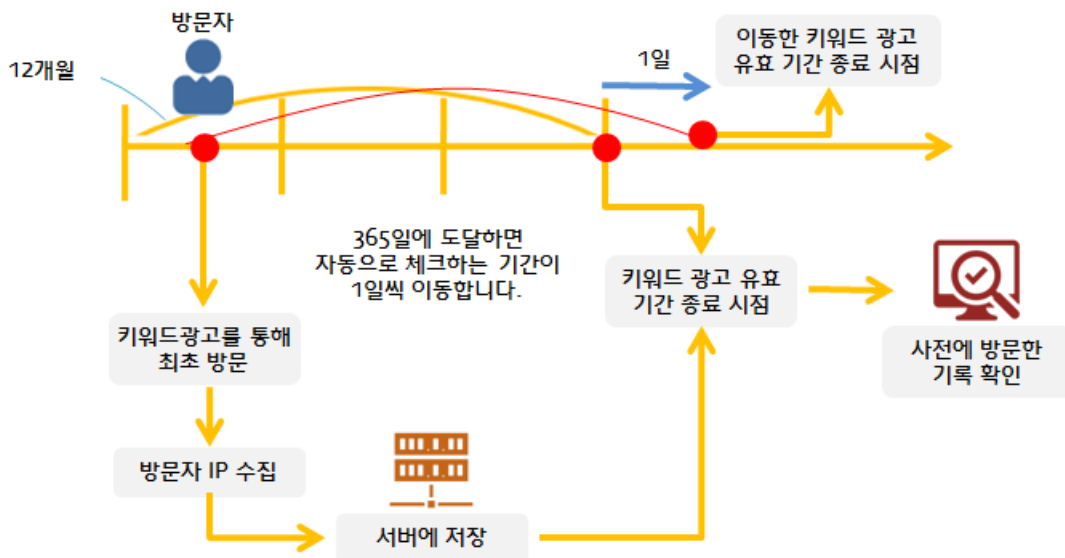 방문자
12개월
1일
이동한 키워드 광고
유효 기간 종료 시점
365일에 도달하면
자동으로 체크하는 기간이
1일씩 이동합니다.
키워드 광고 유효
기간 종료 시점
사전에 방문한
기록 확인
키워드광고를 통해
최초 방문
방문자 IP 수집
서버에 저장